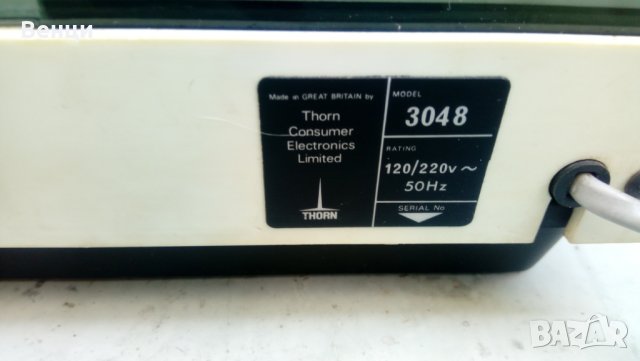 Венци
Made in GREAT BRITAIN by
Thorn
Consumer
Electronics
Limited
THORN
MODEL
3048
RATING
120/220v ~
50Hz
SERIAL No
BAZAR